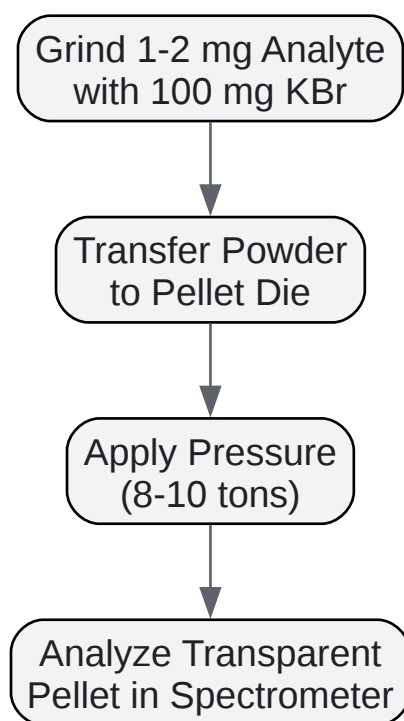 Grind 1-2 mg Analyte
with 100 mg KBr
Transfer Powder
to Pellet Die
Apply Pressure
(8-10 tons)
Analyze Transparent
Pellet in Spectrometer